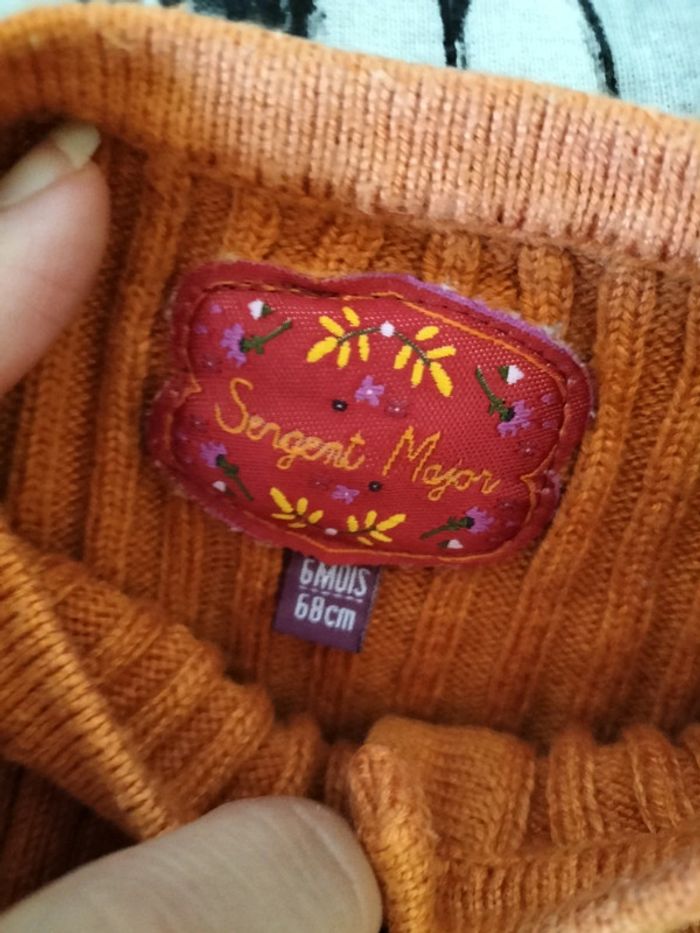 Sergent Major
6MOIS
68cm